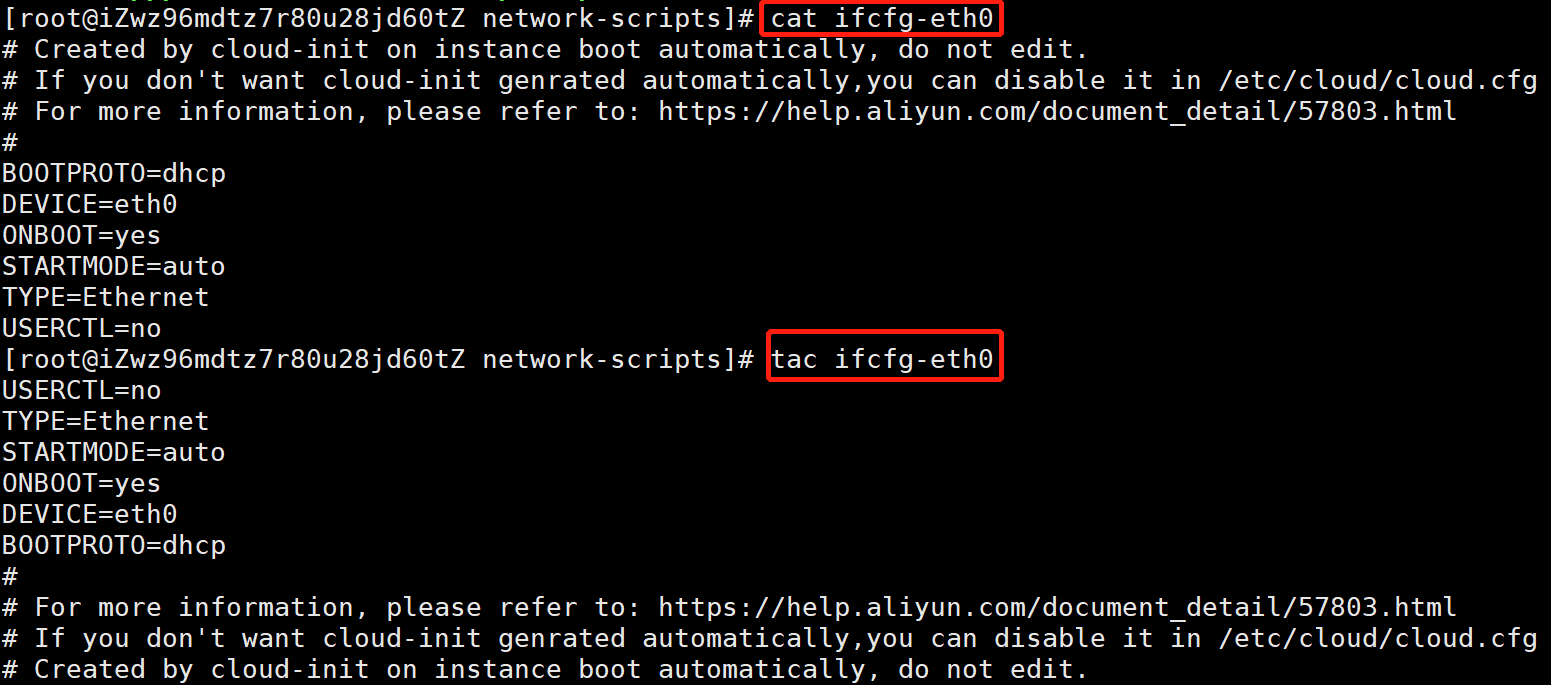 [root@iZwz96mdtz7r80u28jd60tZ network-scripts]# cat ifcfg-eth0
# Created by cloud-init on instance boot automatically, do not edit.
# If you don't want cloud-init genrated automatically,you can disable it in /etc/cloud/cloud.cfg
# For more information, please refer to: https://help.aliyun.com/document_detail/57803.html
#
BOOTPROTO=dhcp
DEVICE=eth0
ONBOOT=yes
STARTMODE=auto
TYPE=Ethernet
USERCTL=no
[root@iZwz96mdtz7r80u28jd60tZ network-scripts]# tac ifcfg-eth0
USERCTL=no
TYPE=Ethernet
STARTMODE=auto
ONBOOT=yes
DEVICE=eth0
BOOTPROTO=dhcp
#
# For more information, please refer to: https://help.aliyun.com/document_detail/57803.html
# If you don't want cloud-init genrated automatically,you can disable it in /etc/cloud/cloud.cfg
# Created by cloud-init on instance boot automatically, do not edit.